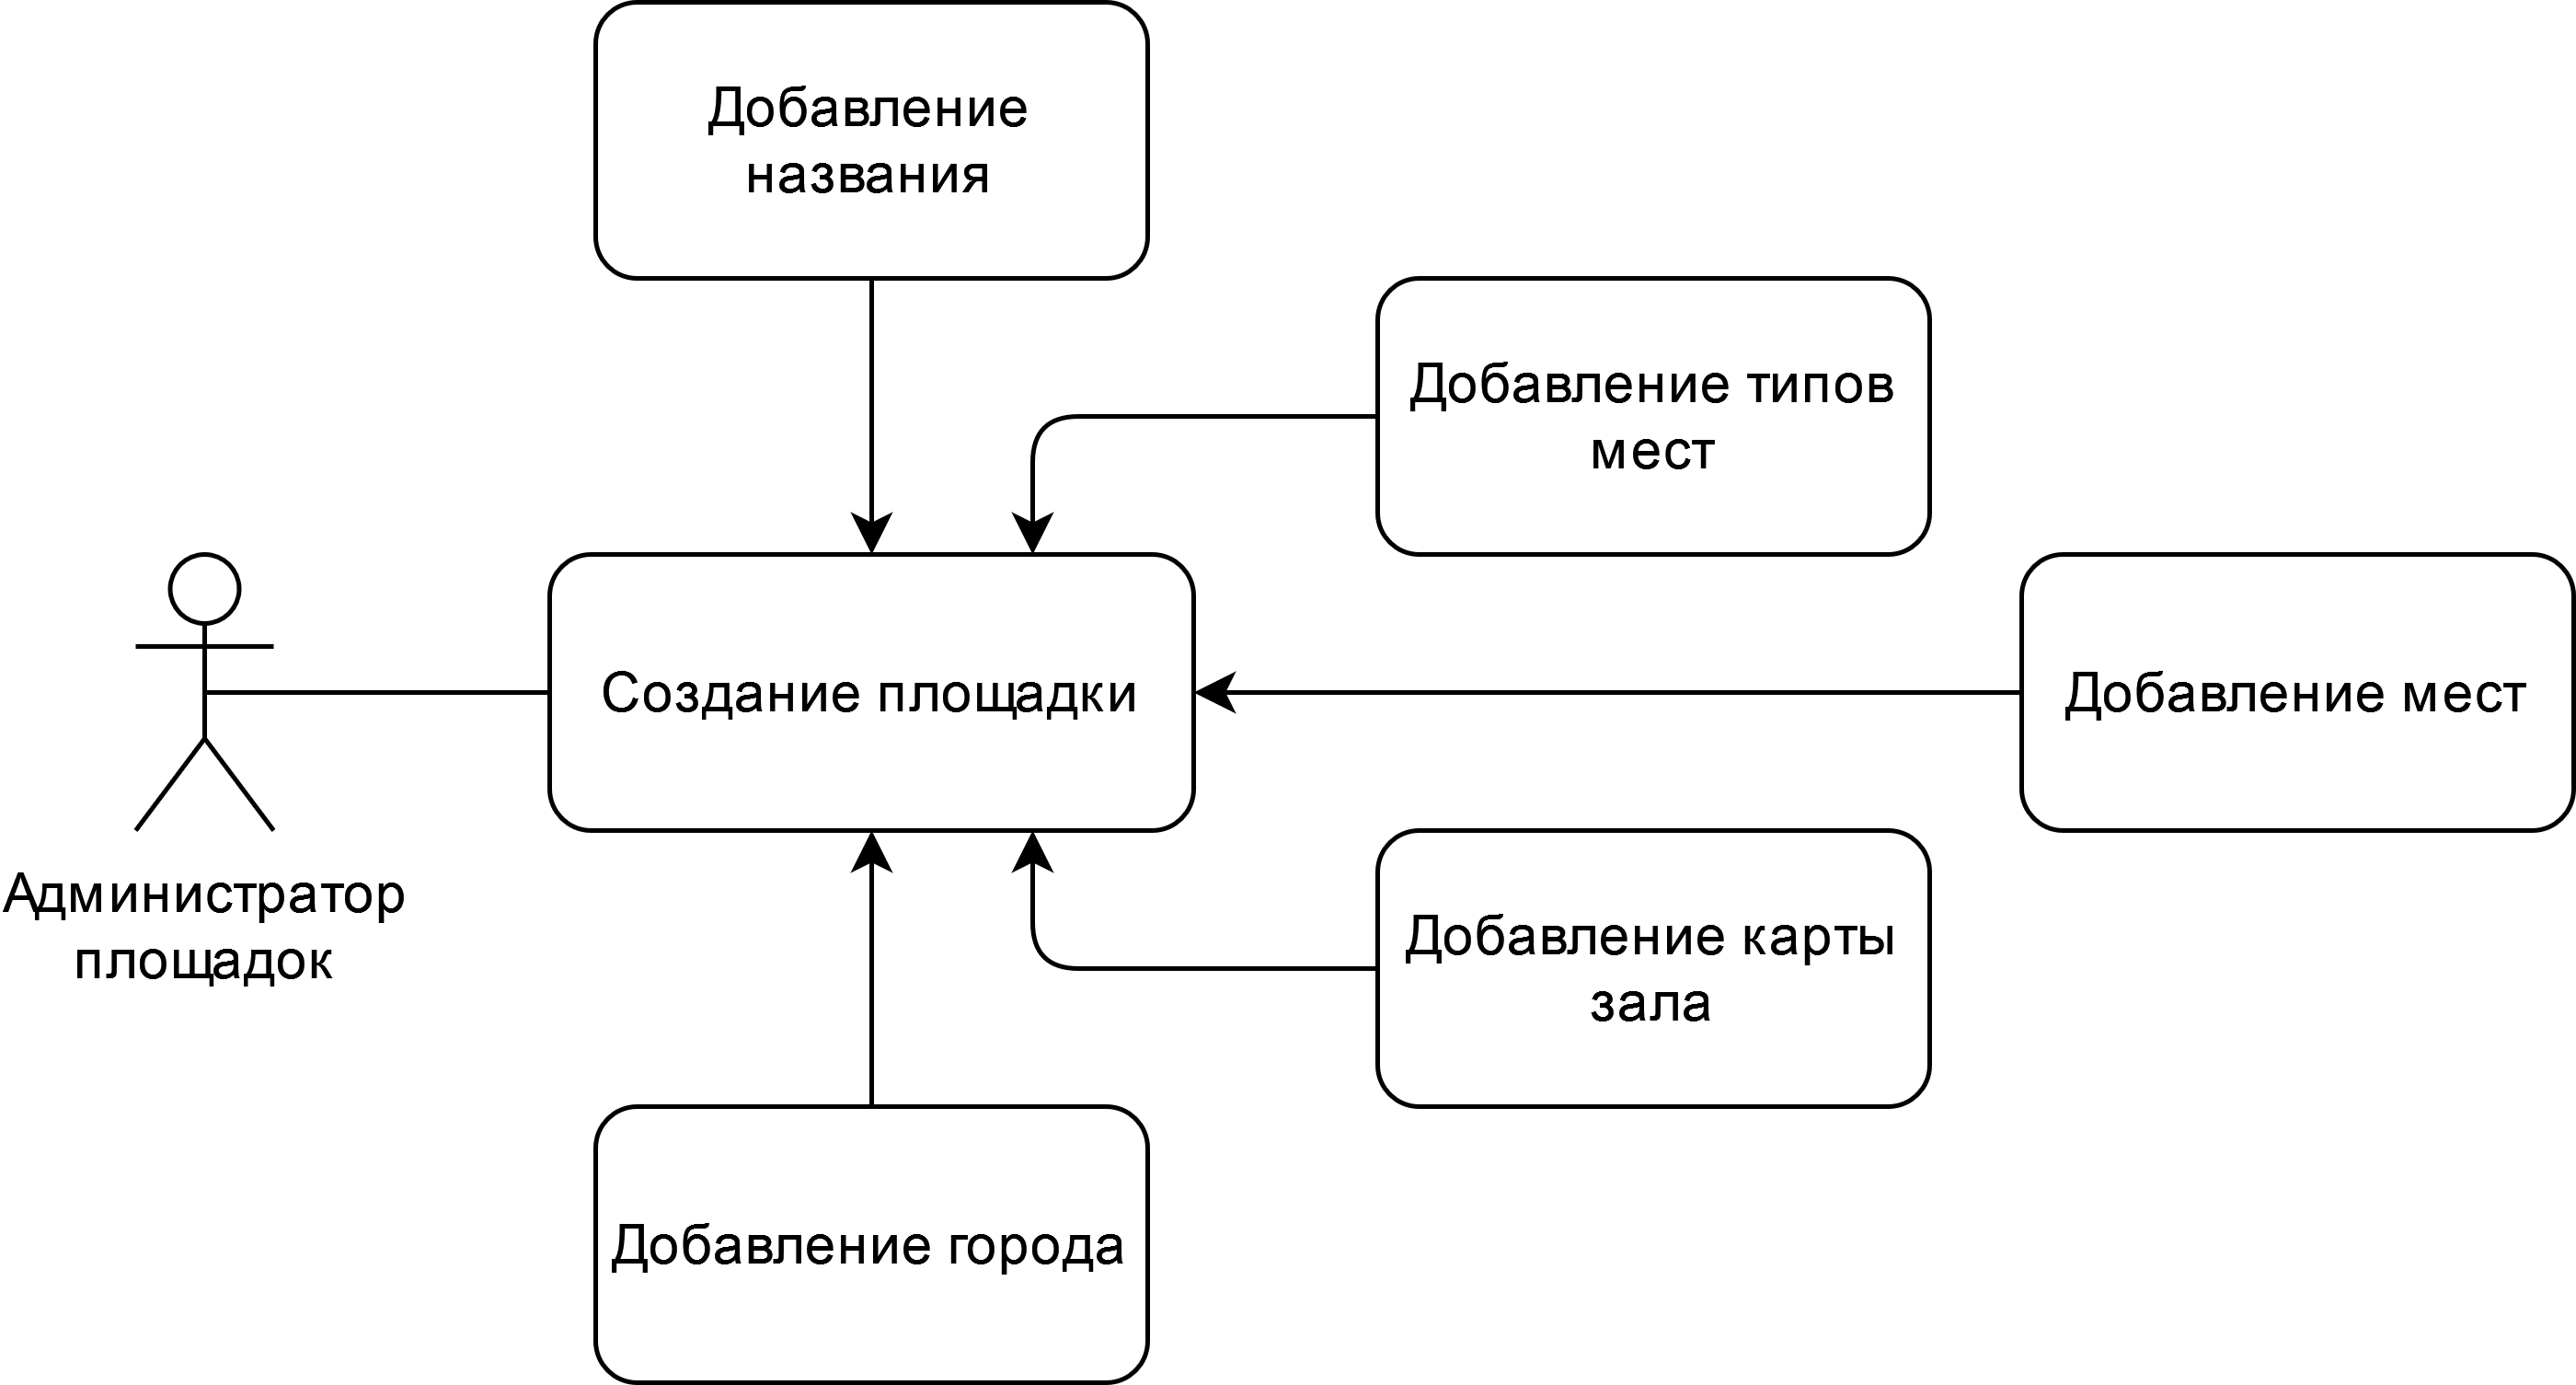 Добавление
названия
Добавление типов
мест
Создание площадки
Добавление мест
Администратор
площадок
Добавление карты
зала
Добавление города